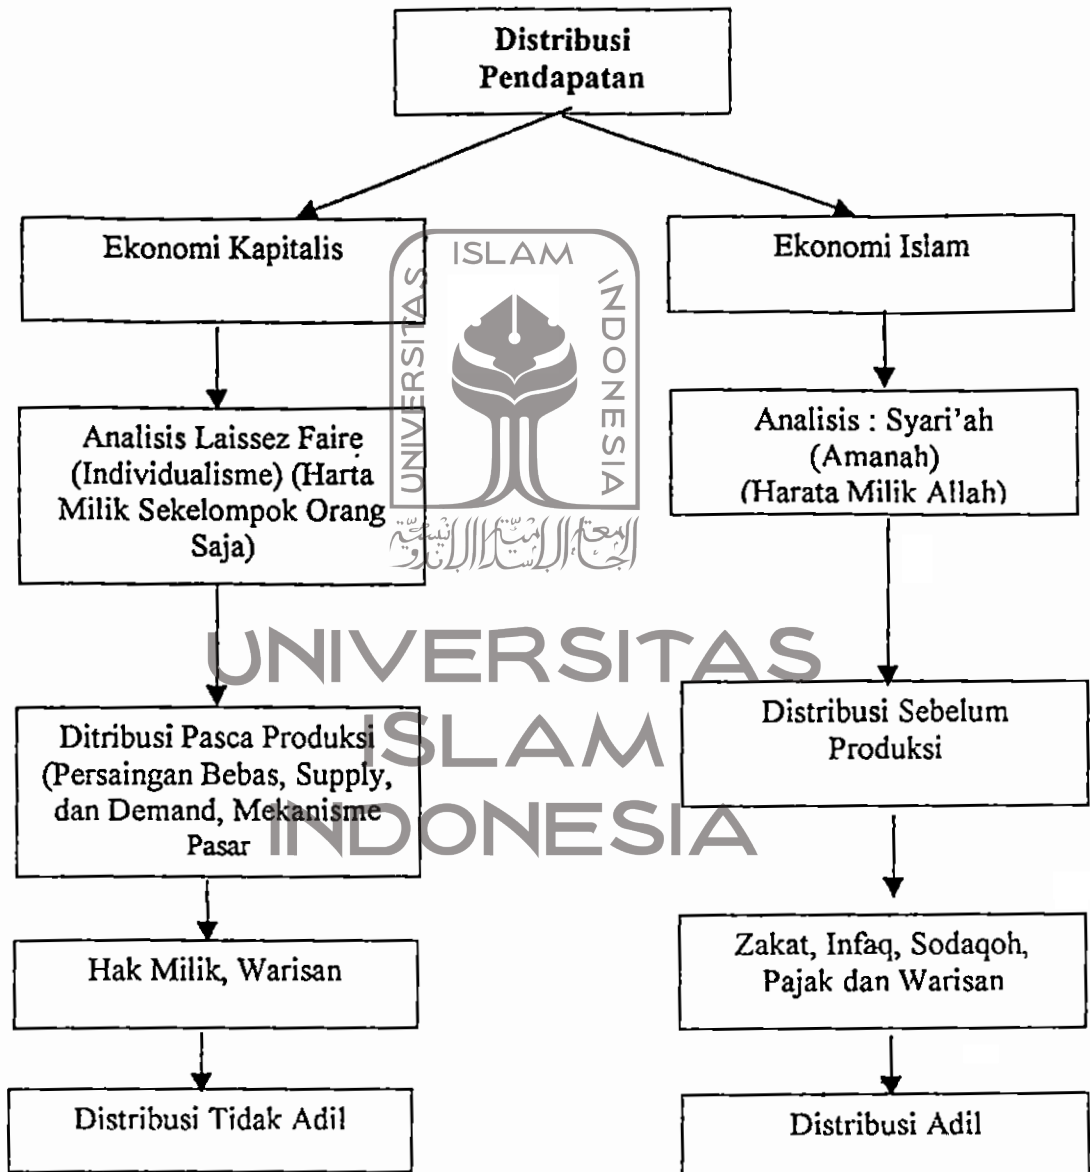 Distribusi
Pendapatan
Ekonomi Kapitalis
Ekonomi Islam
Analisis Laissez Faire
(Individualisme) (Harta
Milik Sekelompok Orang
Saja)
Analisis : Syari'ah
(Amanah)
(Harata Milik Allah)
Ditribusi Pasca Produksi
(Persaingan Bebas, Supply,
dan Demand, Mekanisme
Pasar
Distribusi Sebelum
Produksi
Hak Milik, Warisan
Zakat, Infaq, Sodaqoh,
Pajak dan Warisan
Distribusi Tidak Adil
Distribusi Adil
UNIVERSITAS
ISLAM
INDONESIA
UNIVERSITAS
ISLAM
INDONESIA